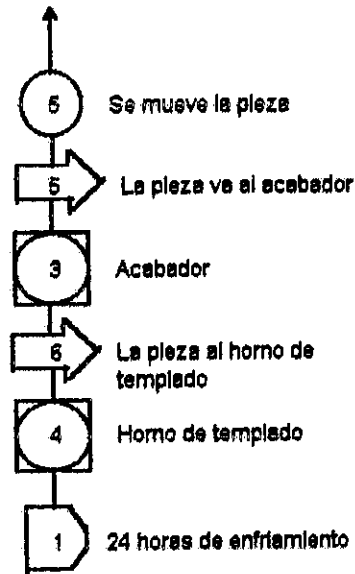 5 Se mueve la pieza
5 La pieza va al acabador
3 Acabador
6 La pieza al horno de
templado
4 Horno de templado
1 24 horas de enfriamiento